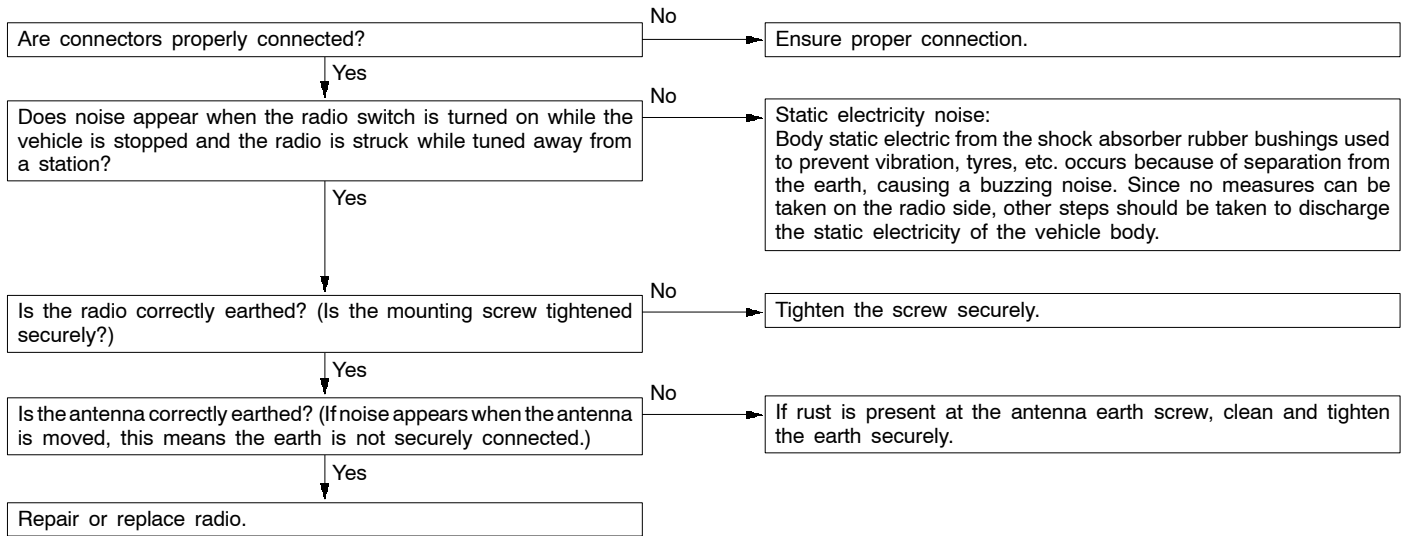 Are connectors properly connected?
No
Ensure proper connection.
Yes
Does noise appear when the radio switch is turned on while the
vehicle is stopped and the radio is struck while tuned away from
a station?
No
Static electricity noise:
Body static electric from the shock absorber rubber bushings used
to prevent vibration, tyres, etc. occurs because of separation from
the earth, causing a buzzing noise. Since no measures can be
taken on the radio side, other steps should be taken to discharge
the static electricity of the vehicle body.
Yes
Is the radio correctly earthed? (Is the mounting screw tightened
securely?)
No
Tighten the screw securely.
Yes
Is the antenna correctly earthed? (If noise appears when the antenna
is moved, this means the earth is not securely connected.)
No
If rust is present at the antenna earth screw, clean and tighten
the earth securely.
Yes
Repair or replace radio.